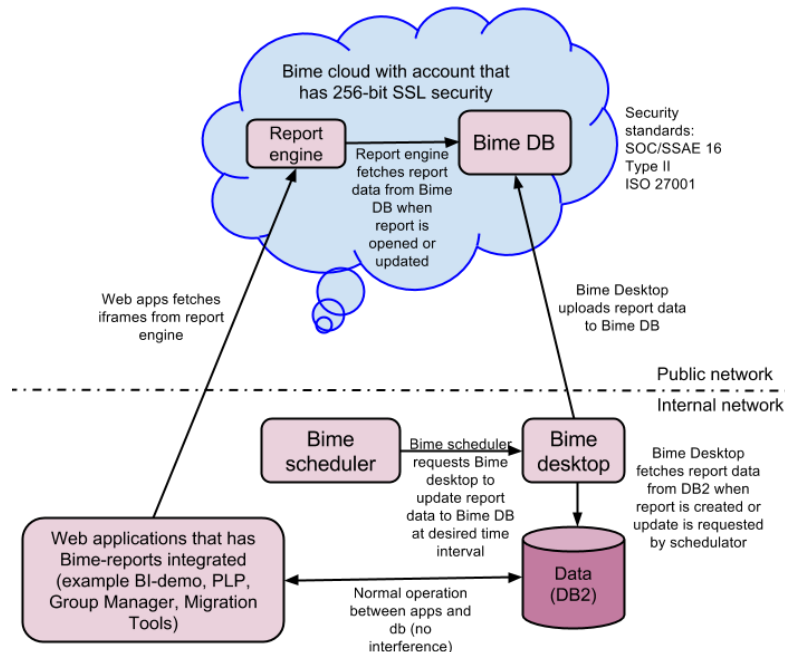 Bime cloud with account that
has 256-bit SSL security
Report
engine
Bime DB
Security
standards:
SOC/SSAE 16
Type II
ISO 27001
Report engine
fetches report
data from Bime
DB when
report is
opened or
updated
Web apps fetches
iframes from report
engine
Bime Desktop
uploads report data
to Bime DB
Public network
Internal network
Bime
scheduler
Bime scheduler
requests Bime
desktop to
update report
data to Bime DB
at desired time
interval
Bime
desktop
Bime Desktop
fetches report data
from DB2 when
report is created or
update is requested
by schedulator
Web applications that has
Bime-reports integrated
(example BI-demo, PLP,
Group Manager, Migration
Tools)
Normal operation
between apps and
db (no
interference)
Data
(DB2)